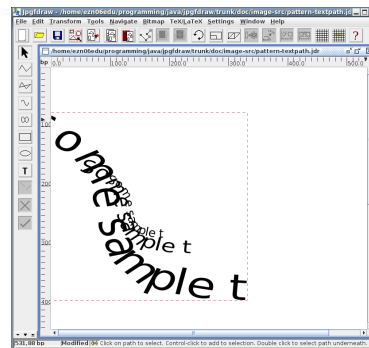 jpgfdraw - /home/ezn06edu/programming/java/jpgfdraw/trunk/doc/image-src/pattern-textpath.jdr
File Edit Transform Tools Navigate Bitmap TeX/LaTeX Settings Window Help
/home/ezn06edu/programming/java/jpgfdraw/trunk/doc/image-src/pattern-textpath.jdr
bp 0.0 100.0 200.0 300.0 400.0 500.0
100
200
300
400
T
ome sample t
ome sample t
ome sample t
531.88 bp Modified Click on path to select. Control-click to add to selection. Double click to select path underneath.